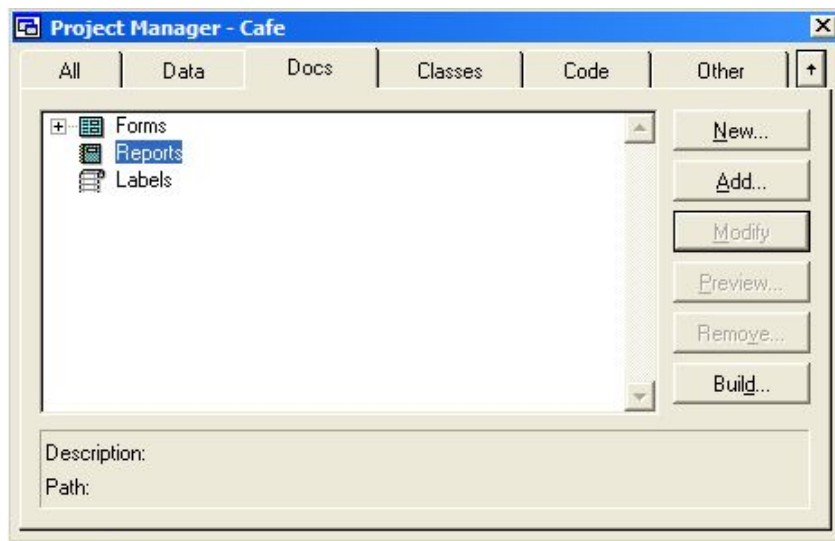 Project Manager - Cafe
All Data Docs Classes Code Other
Forms
Reports
Labels
New...
Add...
Modify
Preview...
Remove...
Build...
Description:
Path: